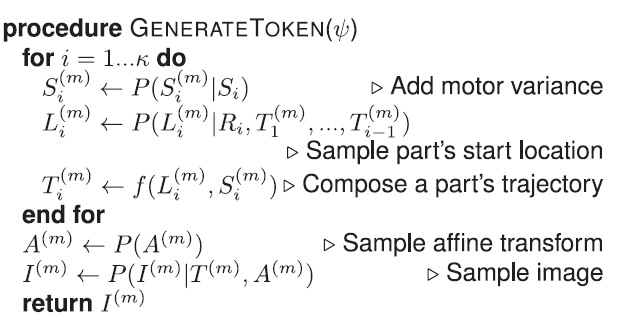 procedure GENERATETOKEN(ψ)
for i = 1...κ do
S_i^{(m)} ← P(S_i^{(m)}|S_i) ▷ Add motor variance
L_i^{(m)} ← P(L_i^{(m)}|R_i, T_1^{(m)}, ..., T_{i−1}^{(m)})
▷ Sample part's start location
T_i^{(m)} ← f(L_i^{(m)}, S_i^{(m)}) ▷ Compose a part's trajectory
end for
A^{(m)} ← P(A^{(m)}) ▷ Sample affine transform
I^{(m)} ← P(I^{(m)}|T^{(m)}, A^{(m)}) ▷ Sample image
return I^{(m)}